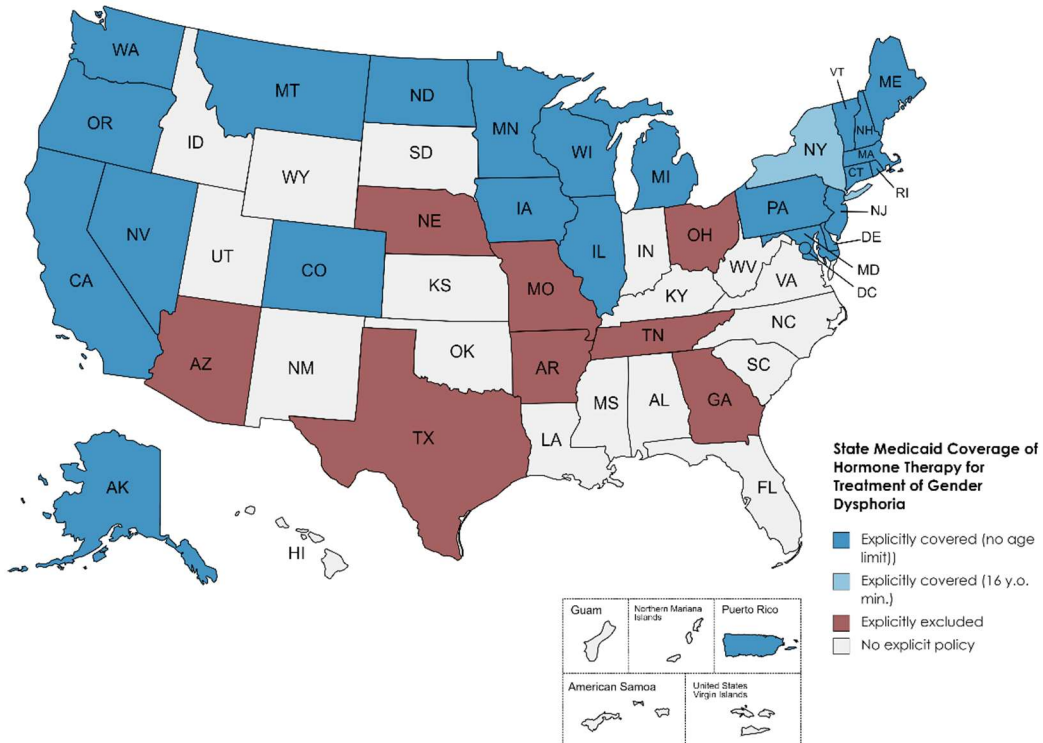 WA
MT
ND
MN
VT
ME
OR
ID
SD
WI
MI
NY
NH
MA
CT
RI
WY
NE
IA
PA
NJ
NV
UT
CO
IL
IN
OH
DE
MD
DC
CA
KS
MO
WV
VA
KY
NC
AZ
NM
OK
AR
TN
SC
TX
MS
AL
GA
LA
FL
AK
HI
State Medicaid Coverage of
Hormone Therapy for
Treatment of Gender
Dysphoria
Explicitly covered (no age
limit))
Explicitly covered (16 y.o.
min.)
Explicitly excluded
No explicit policy
Guam
Northern Mariana
Islands
Puerto Rico
American Samoa
United States
Virgin Islands